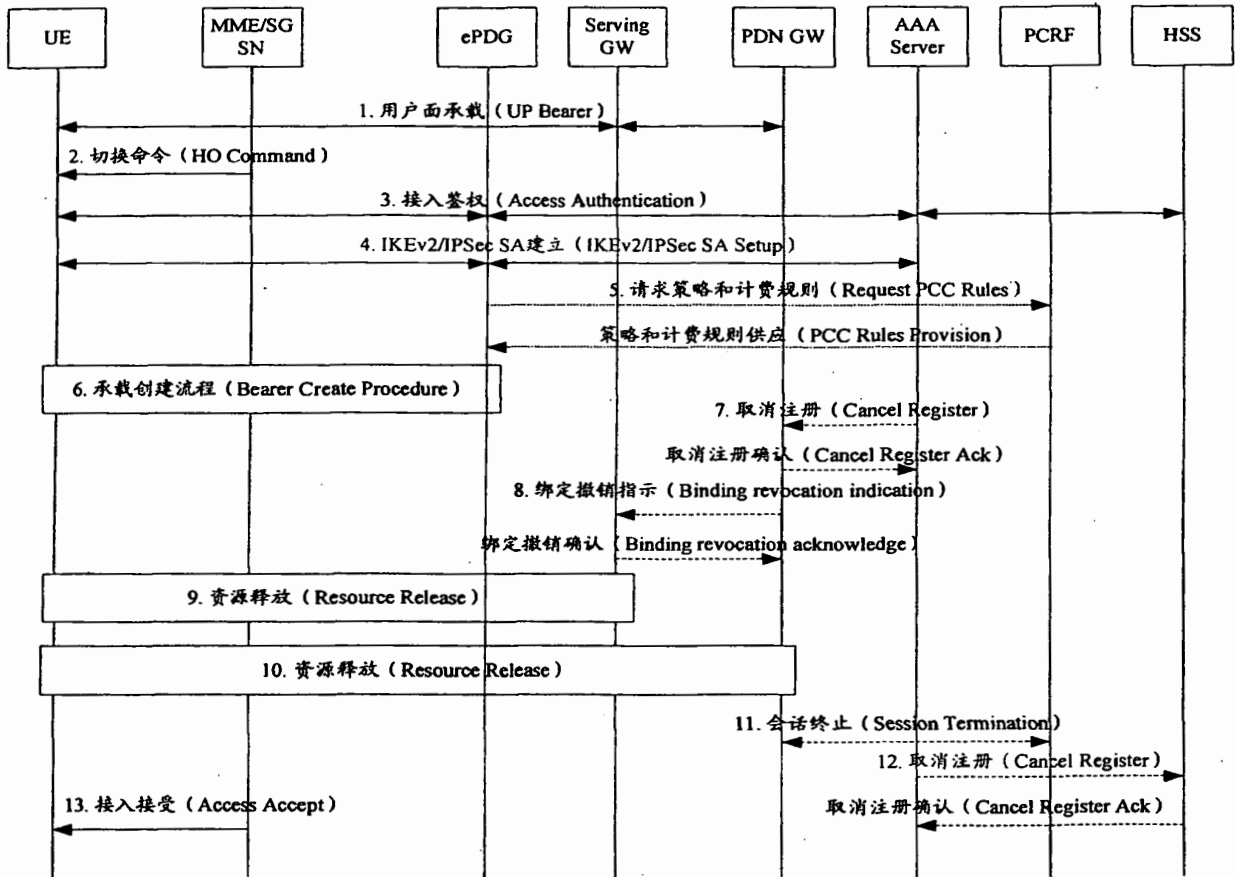 UE
MME/SG
SN
ePDG
Serving
GW
PDN GW
AAA
Server
PCRF
HSS
1. 用户面承载（UP Bearer）
2. 切换命令（HO Command）
3. 接入鉴权（Access Authentication）
4. IKEv2/IPSec SA建立（IKEv2/IPSec SA Setup）
5. 请求策略和计费规则（Request PCC Rules）
策略和计费规则供应（PCC Rules Provision）
6. 承载创建流程（Bearer Create Procedure）
7. 取消注册（Cancel Register）
取消注册确认（Cancel Register Ack）
8. 绑定撤销指示（Binding revocation indication）
绑定撤销确认（Binding revocation acknowledge）
9. 资源释放（Resource Release）
10. 资源释放（Resource Release）
11. 会话终止（Session Termination）
12. 取消注册（Cancel Register）
13. 接入接受（Access Accept）
取消注册确认（Cancel Register Ack）